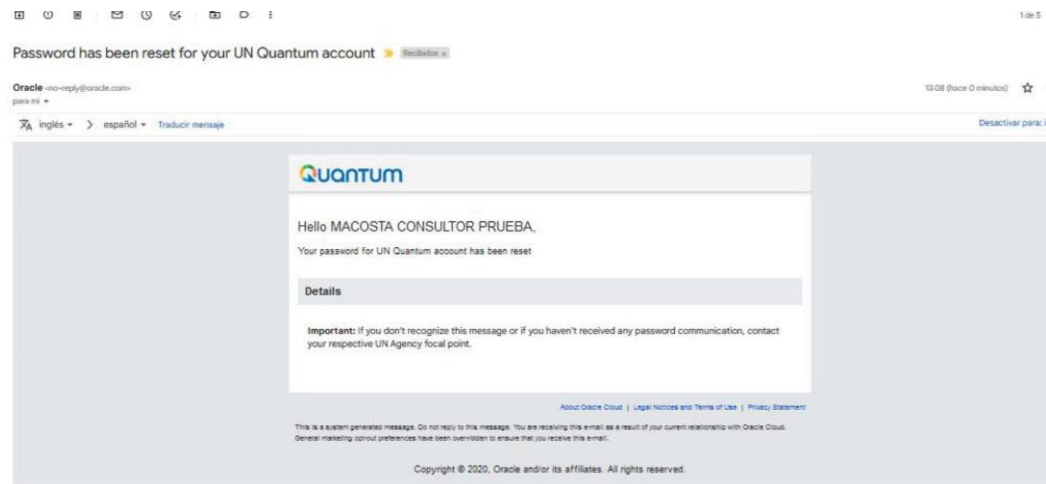 1 de 5
Password has been reset for your UN Quantum account Recibidos x
Oracle <no-reply@oracle.com>
13:08 (hace 0 minutos)
para mí
inglés > español Traducir mensaje
Desactivar para: i
Quantum
Hello MACOSTA CONSULTOR PRUEBA,
Your password for UN Quantum account has been reset
Details
Important: If you don't recognize this message or if you haven't received any password communication, contact
your respective UN Agency focal point.
About Oracle Cloud | Legal Notices and Terms of Use | Privacy Statement
This is a system generated message. Do not reply to this message. You are receiving this e-mail as a result of your current relationship with Oracle Cloud.
General marketing opt-out preferences have been over-ridden to ensure that you receive this e-mail.
Copyright © 2020, Oracle and/or its affiliates. All rights reserved.